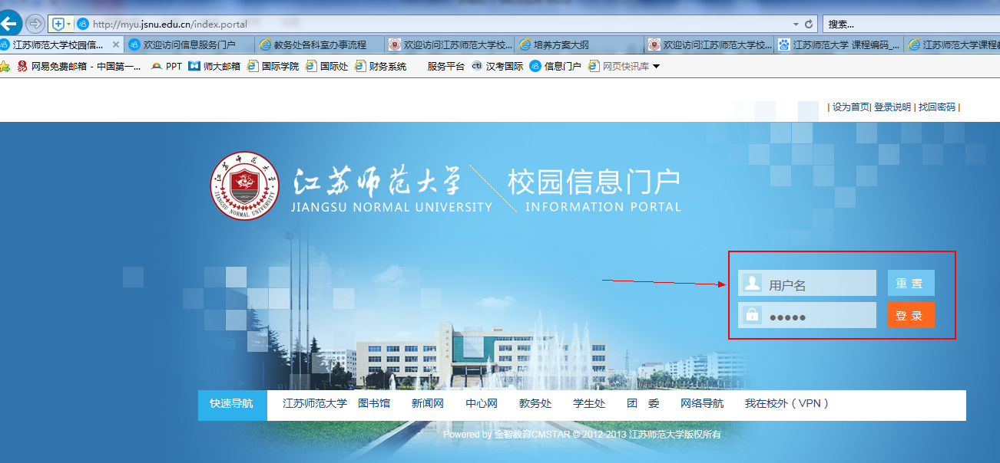 http://myu.jsnu.edu.cn/index.portal
搜索...
江苏师范大学校园信... 欢迎访问信息服务门户 教务处各科室办事流程 欢迎访问江苏师范大学校... 培养方案大纲 欢迎访问江苏师范大学校... 江苏师范大学 课程编码_... 江苏师范大学课程
网易免费邮箱 - 中国第一... PPT 师大邮箱 国际学院 国际处 财务系统 服务平台 汉考国际 信息门户 网页快讯库
| 设为首页| 登录说明 | 找回密码 |
江苏师范大学 校园信息门户
JIANGSU NORMAL UNIVERSITY INFORMATION PORTAL
用户名 重 置
●●●●● 登 录
快速导航 江苏师范大学 图书馆 新闻网 中心网 教务处 学生处 团 委 网络导航 我在校外（VPN）
Powered by 金智教育CMSTAR © 2012-2013 江苏师范大学版权所有